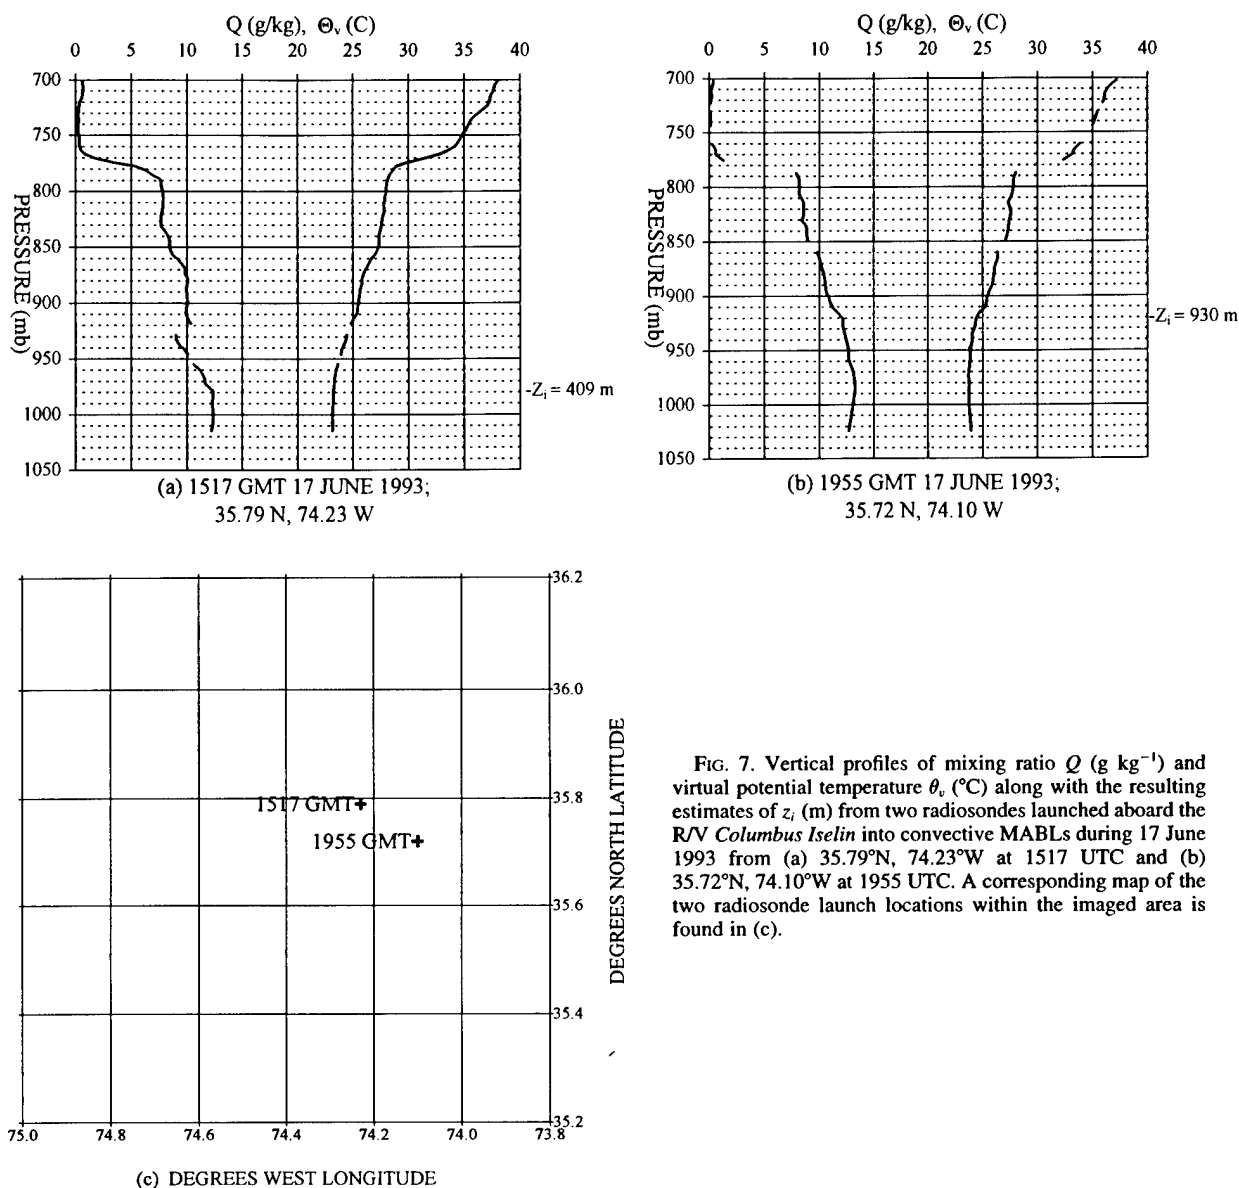 Q (g/kg), Θv (C)
0 5 10 15 20 25 30 35 40
700
750
800
850
900
950
1000
1050
PRESSURE (mb)
-Zi = 409 m
(a) 1517 GMT 17 JUNE 1993;
35.79 N, 74.23 W
Q (g/kg), Θv (C)
0 5 10 15 20 25 30 35 40
700
750
800
850
900
950
1000
1050
PRESSURE (mb)
-Zi = 930 m
(b) 1955 GMT 17 JUNE 1993;
35.72 N, 74.10 W
36.2
36.0
35.8
35.6
35.4
35.2
DEGREES NORTH LATITUDE
1517 GMT+
1955 GMT+
75.0 74.8 74.6 74.4 74.2 74.0 73.8
(c) DEGREES WEST LONGITUDE
FIG. 7. Vertical profiles of mixing ratio Q (g kg⁻¹) and
virtual potential temperature θv (°C) along with the resulting
estimates of zi (m) from two radiosondes launched aboard the
R/V Columbus Iselin into convective MABLs during 17 June
1993 from (a) 35.79°N, 74.23°W at 1517 UTC and (b)
35.72°N, 74.10°W at 1955 UTC. A corresponding map of the
two radiosonde launch locations within the imaged area is
found in (c).